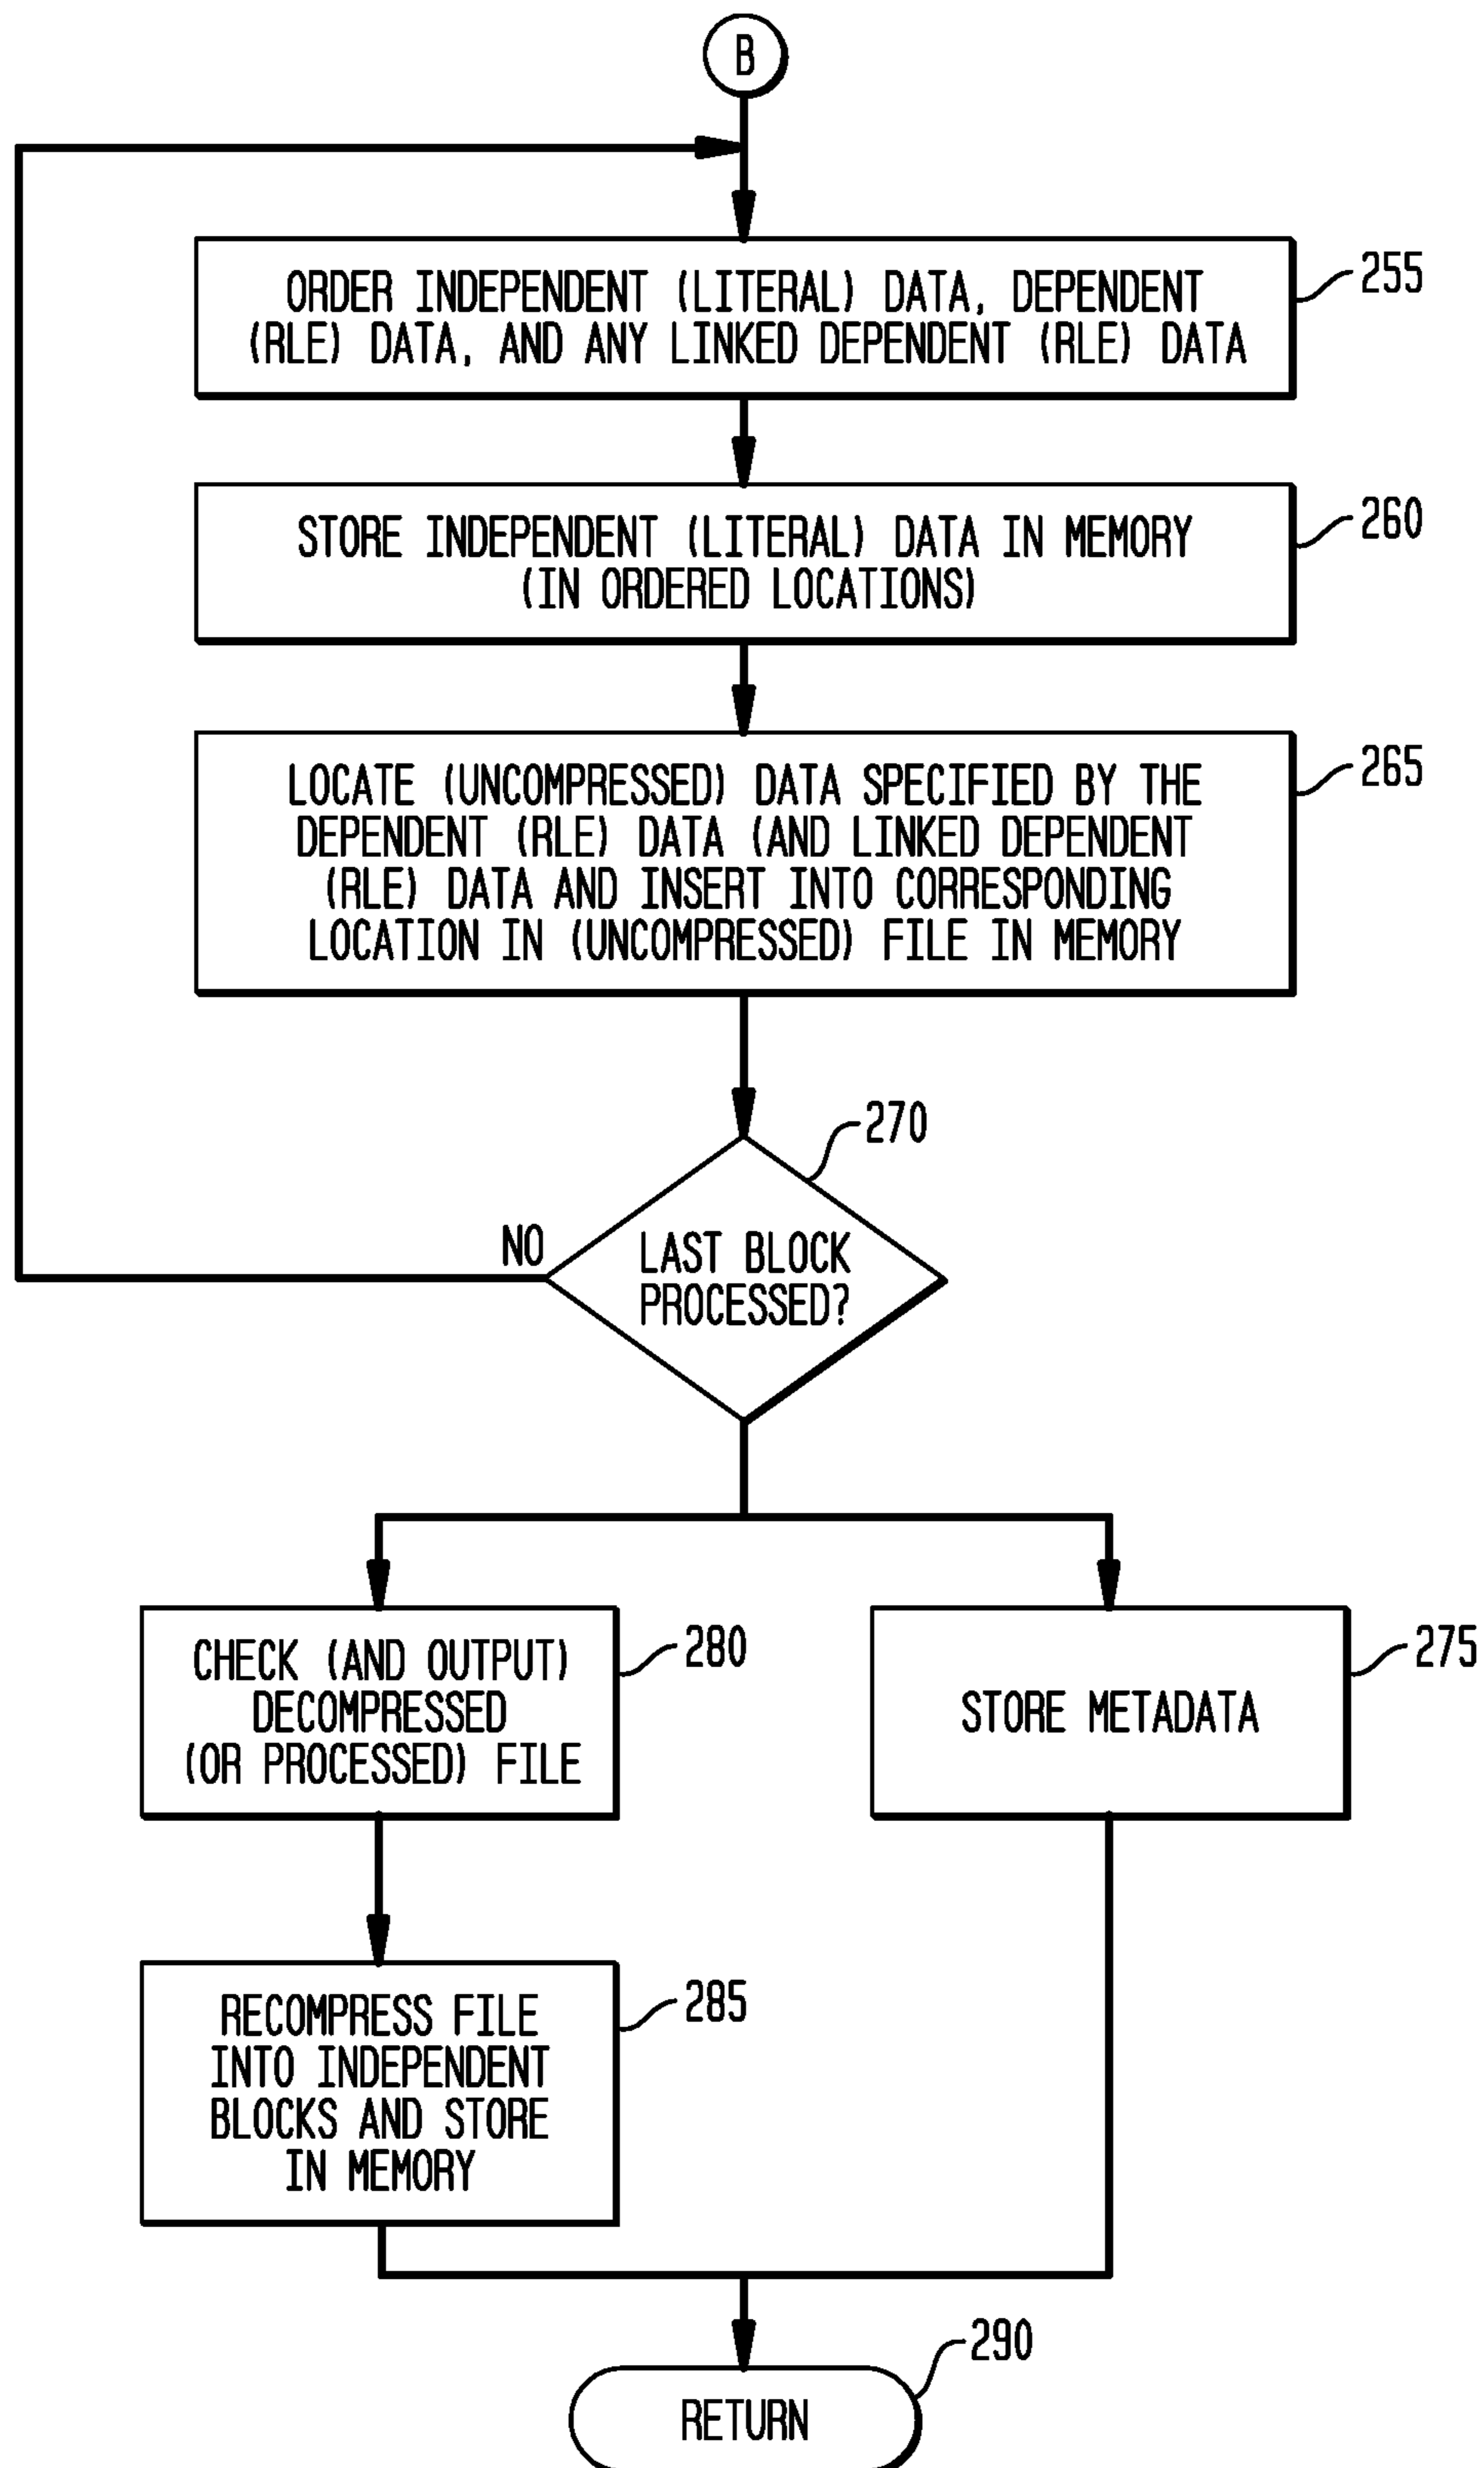 B
ORDER INDEPENDENT (LITERAL) DATA, DEPENDENT
(RLE) DATA, AND ANY LINKED DEPENDENT (RLE) DATA
255
STORE INDEPENDENT (LITERAL) DATA IN MEMORY
(IN ORDERED LOCATIONS)
260
LOCATE (UNCOMPRESSED) DATA SPECIFIED BY THE
DEPENDENT (RLE) DATA (AND LINKED DEPENDENT
(RLE) DATA AND INSERT INTO CORRESPONDING
LOCATION IN (UNCOMPRESSED) FILE IN MEMORY
265
270
NO
LAST BLOCK
PROCESSED?
CHECK (AND OUTPUT)
DECOMPRESSED
(OR PROCESSED) FILE
280
STORE METADATA
275
RECOMPRESS FILE
INTO INDEPENDENT
BLOCKS AND STORE
IN MEMORY
285
290
RETURN